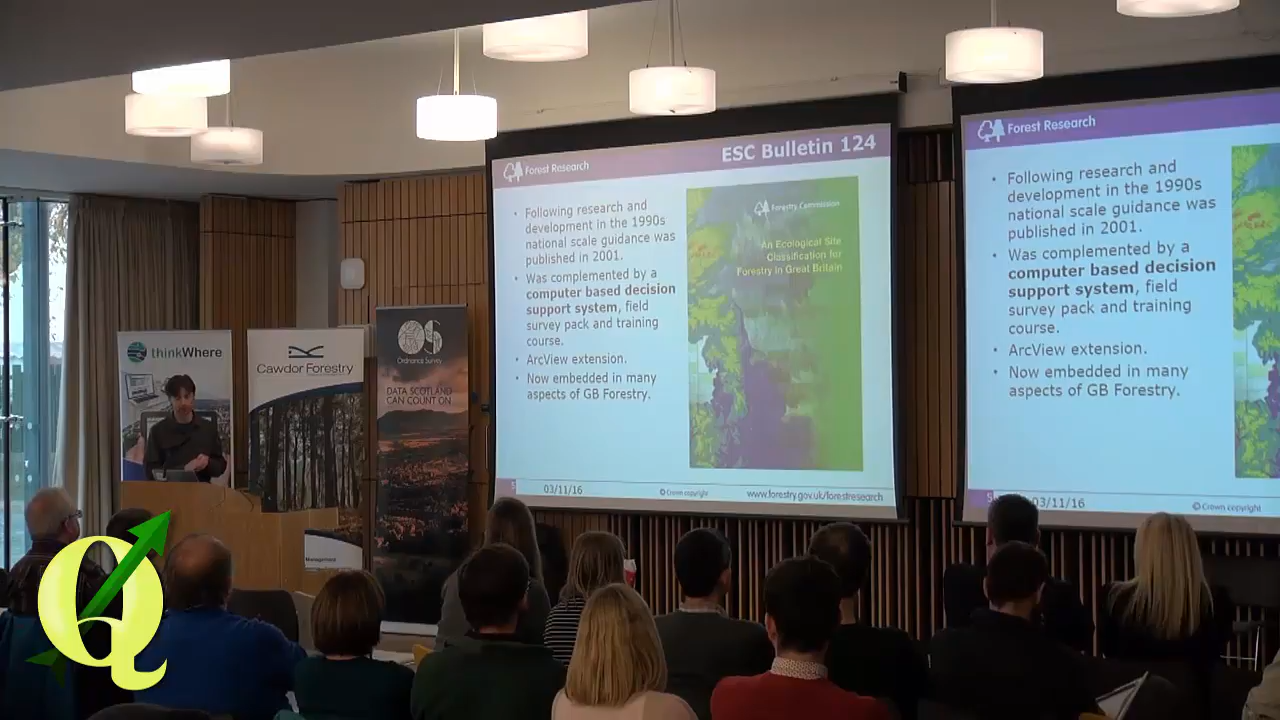 thinkWhere
Cawdor Forestry
Management
OS
Ordnance Survey
DATA SCOTLAND
CAN COUNT ON
Forest Research
ESC Bulletin 124
• Following research and
development in the 1990s
national scale guidance was
published in 2001.
• Was complemented by a
computer based decision
support system, field
survey pack and training
course.
• ArcView extension.
• Now embedded in many
aspects of GB Forestry.
Forestry Commission
An Ecological Site
Classification for
Forestry in Great Britain
03/11/16
© Crown copyright
www.forestry.gov.uk/forestresearch
Forest Research
• Following research and
development in the 1990s
national scale guidance was
published in 2001.
• Was complemented by a
computer based decision
support system, field
survey pack and training
course.
• ArcView extension.
• Now embedded in many
aspects of GB Forestry.
03/11/16
© Crown copyright
Q